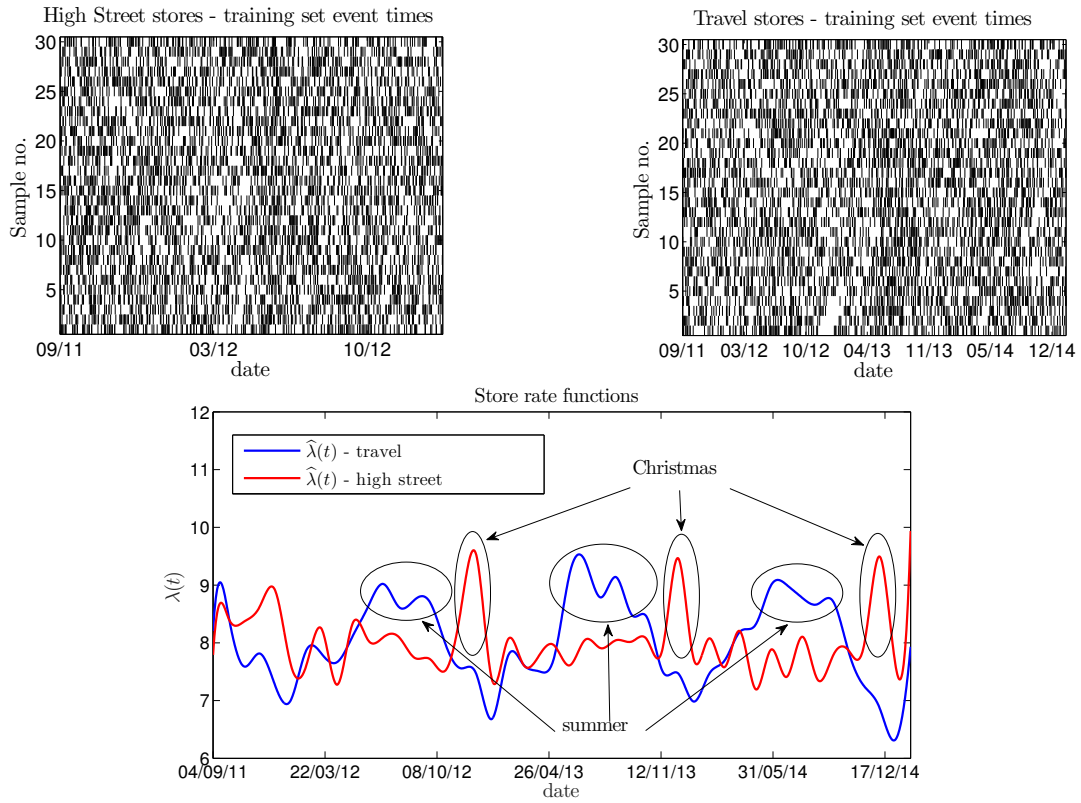 High Street stores - training set event times
30
25
20
15
10
5
Sample no.
09/11 03/12 10/12
date
Travel stores - training set event times
30
25
20
15
10
5
Sample no.
09/11 03/12 10/12 04/13 11/13 05/14 12/14
date
Store rate functions
12
11
10
9
8
7
6
λ(t)
λ̂(t) - travel
λ̂(t) - high street
Christmas
summer
04/09/11 22/03/12 08/10/12 26/04/13 12/11/13 31/05/14 17/12/14
date